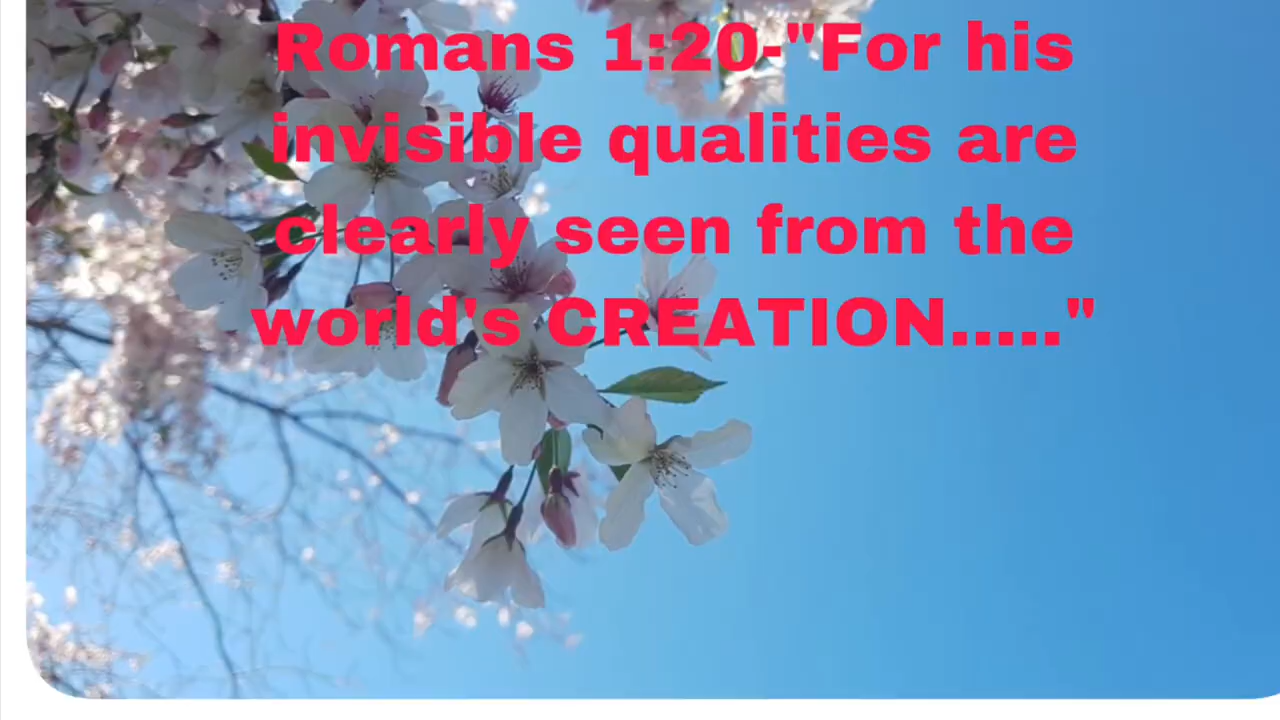 Romans 1:20-"For his
invisible qualities are
clearly seen from the
world's CREATION....."